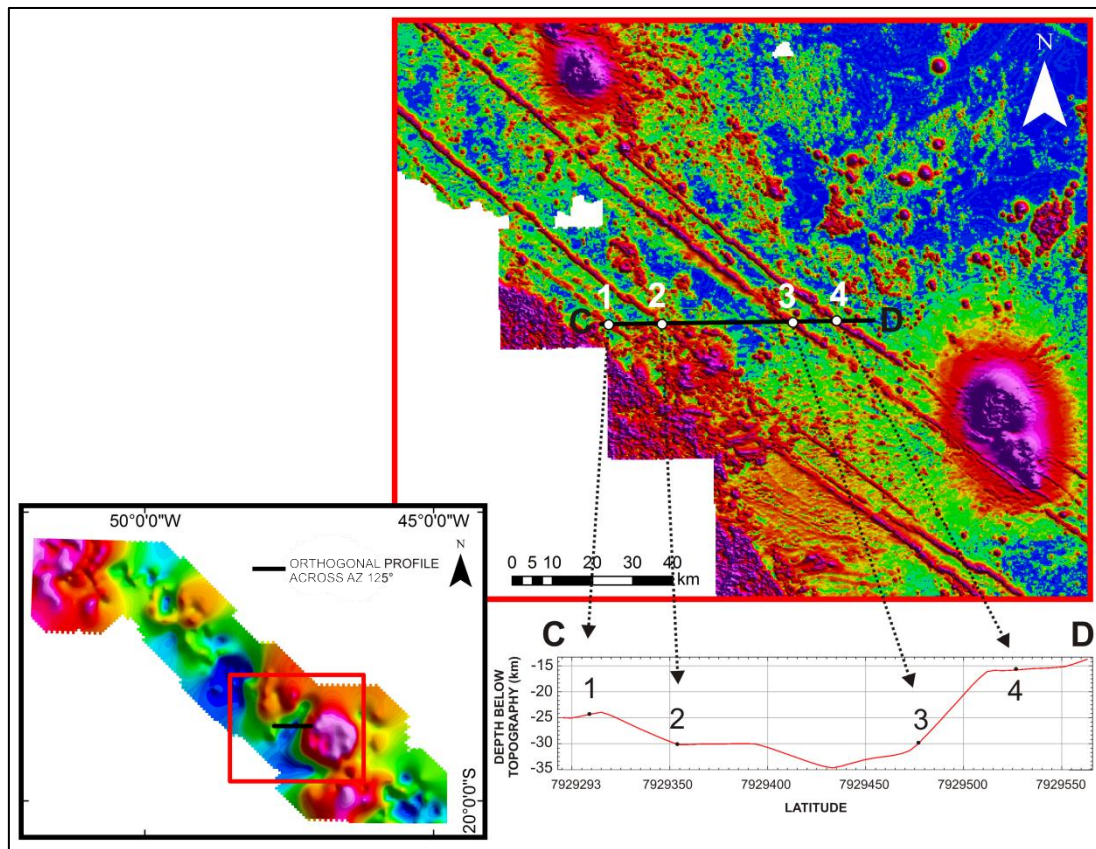 N
1 2 3 4
C D
0 5 10 20 30 40
km
50°0'0"W 45°0'0"W
N
ORTHOGONAL PROFILE
ACROSS AZ 125°
20°0'0"S
C D
DEPTH BELOW
TOPOGRAPHY (km)
-15
-20
-25
-30
-35
1 2 3 4
7929293 7929350 7929400 7929450 7929500 7929550
LATITUDE